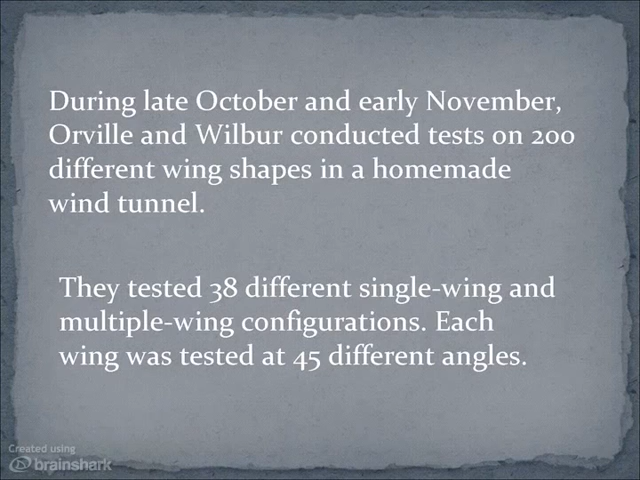 During late October and early November,
Orville and Wilbur conducted tests on 200
different wing shapes in a homemade
wind tunnel.
They tested 38 different single-wing and
multiple-wing configurations. Each
wing was tested at 45 different angles.
Created using
brainshark